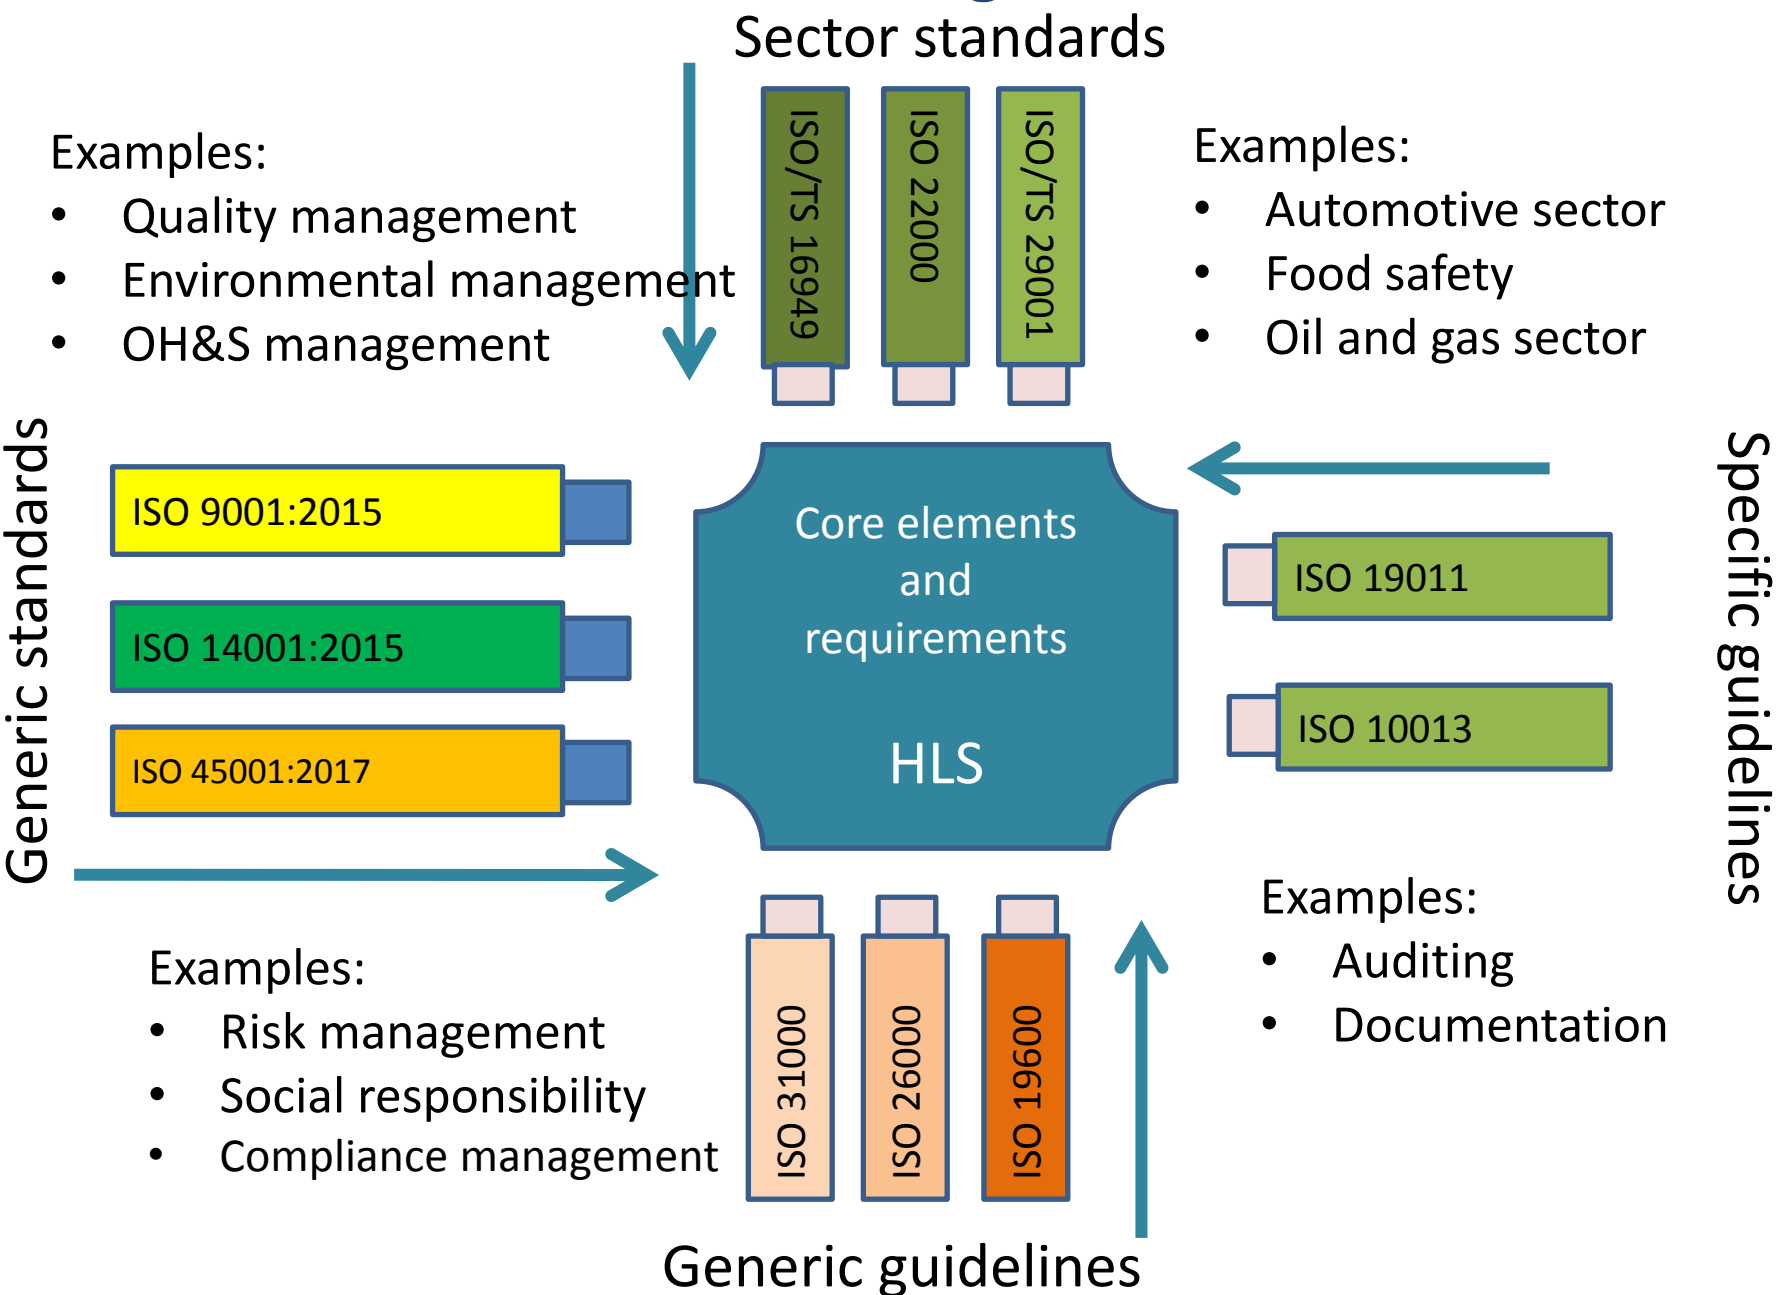 Sector standards
Examples:
• Quality management
• Environmental management
• OH&S management
ISO/TS 16949
ISO 22000
ISO/TS 29001
Examples:
• Automotive sector
• Food safety
• Oil and gas sector
Generic standards
ISO 9001:2015
ISO 14001:2015
ISO 45001:2017
Core elements
and
requirements
HLS
ISO 19011
ISO 10013
Specific guidelines
Examples:
• Risk management
• Social responsibility
• Compliance management
ISO 31000
ISO 26000
ISO 19600
Examples:
• Auditing
• Documentation
Generic guidelines